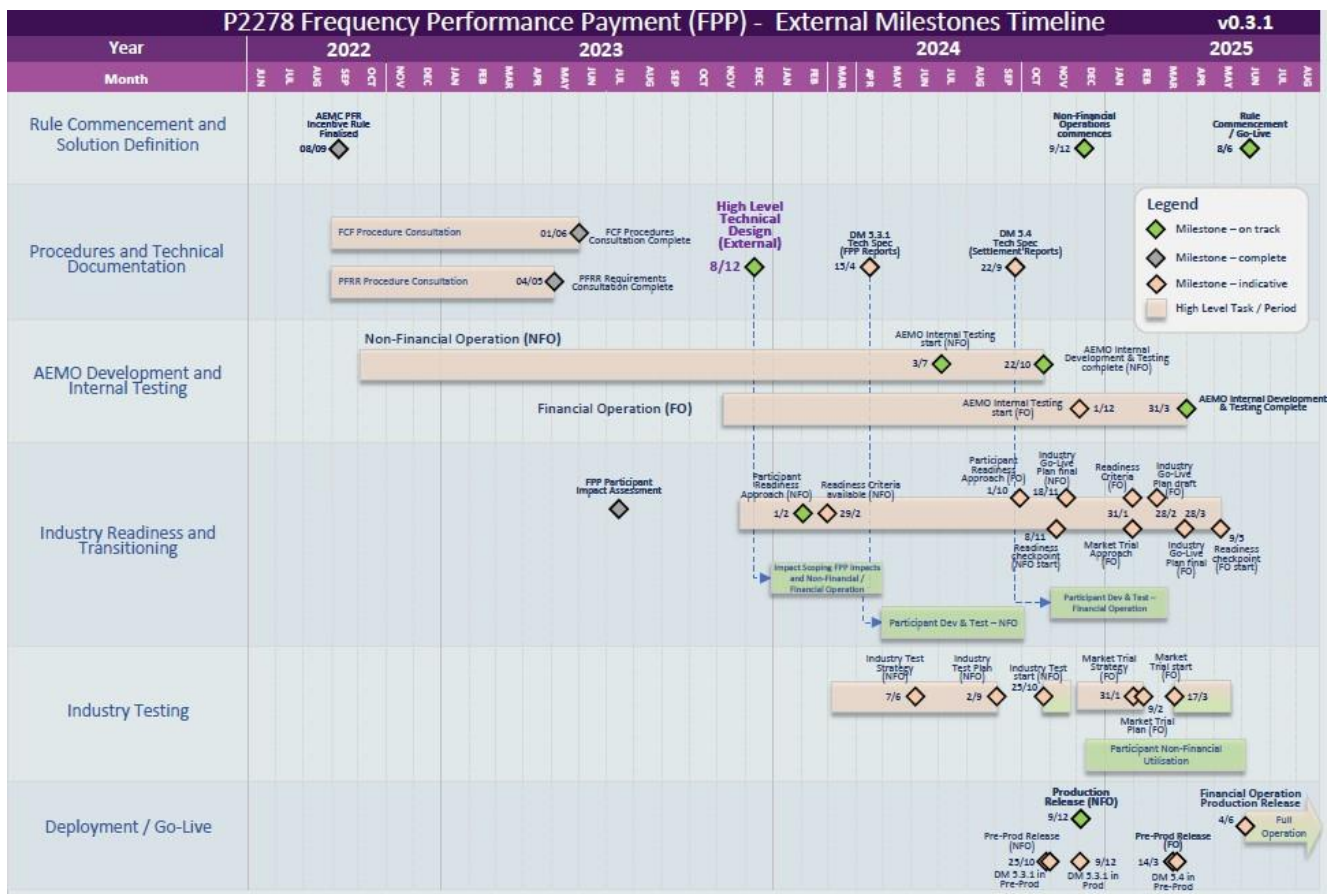 P2278 Frequency Performance Payment (FPP) - External Milestones Timeline
v0.3.1
Year
2022
2023
2024
2025
Month
JUN
JUL
AUG
SEP
OCT
NOV
DEC
JAN
FEB
MAR
APR
MAY
JUN
JUL
AUG
SEP
OCT
NOV
DEC
JAN
FEB
MAR
APR
MAY
JUN
JUL
AUG
SEP
OCT
NOV
DEC
JAN
FEB
MAR
APR
MAY
JUN
JUL
AUG
Rule Commencement and
Solution Definition
AEMC PFR
Incentive Rule
Finalised
08/09
Non-Financial
Operations
commences
9/12
Rule
Commencement
/ Go-Live
8/6
Procedures and Technical
Documentation
FCF Procedure Consultation
01/06
FCF Procedures
Consultation Complete
PFRR Procedure Consultation
04/05
PFRR Requirements
Consultation Complete
High Level
Technical
Design
(External)
8/12
DM 5.3.1
Tech Spec
(FPP Reports)
15/4
DM 5.4
Tech Spec
(Settlement Reports)
22/9
Legend
Milestone – on track
Milestone – complete
Milestone – indicative
High Level Task / Period
AEMO Development and
Internal Testing
Non-Financial Operation (NFO)
AEMO Internal Testing
start (NFO)
3/7
22/10
AEMO Internal
Development & Testing
complete (NFO)
Financial Operation (FO)
AEMO Internal Testing
start (FO)
1/12
31/3
AEMO Internal Development
& Testing Complete
Industry Readiness and
Transitioning
FPP Participant
Impact Assessment
Participant
Readiness
Approach (NFO)
1/2
Readiness Criteria
available (NFO)
29/2
Participant
Readiness
Approach (FO)
1/10
Industry
Go-Live
Plan final
(NFO)
18/11
Readiness
Criteria
(FO)
31/1
Industry
Go-Live
Plan draft
(FO)
28/2
28/3
8/11
Readiness
checkpoint
(NFO start)
Market Trial
Approach
(FO)
Industry
Go-Live
Plan final
(FO)
9/5
Readiness
checkpoint
(FO start)
Impact Scoping FPP Impacts
and Non-Financial /
Financial Operation
Participant Dev & Test – NFO
Participant Dev & Test –
Financial Operation
Industry Testing
Industry Test
Strategy
(NFO)
7/6
Industry
Test Plan
(NFO)
2/9
Industry Test
start (NFO)
25/10
Market Trial
Strategy
(FO)
31/1
9/2
Market Trial
Plan (FO)
Market
Trial start
(FO)
17/3
Participant Non-Financial
Utilisation
Deployment / Go-Live
Production
Release (NFO)
9/12
Financial Operation
Production Release
4/6
Full
Operation
Pre-Prod Release
(NFO)
25/10
DM 5.3.1 in
Pre-Prod
9/12
DM 5.3.1 in
Prod
Pre-Prod Release
(FO)
14/3
DM 5.4 in
Pre-Prod